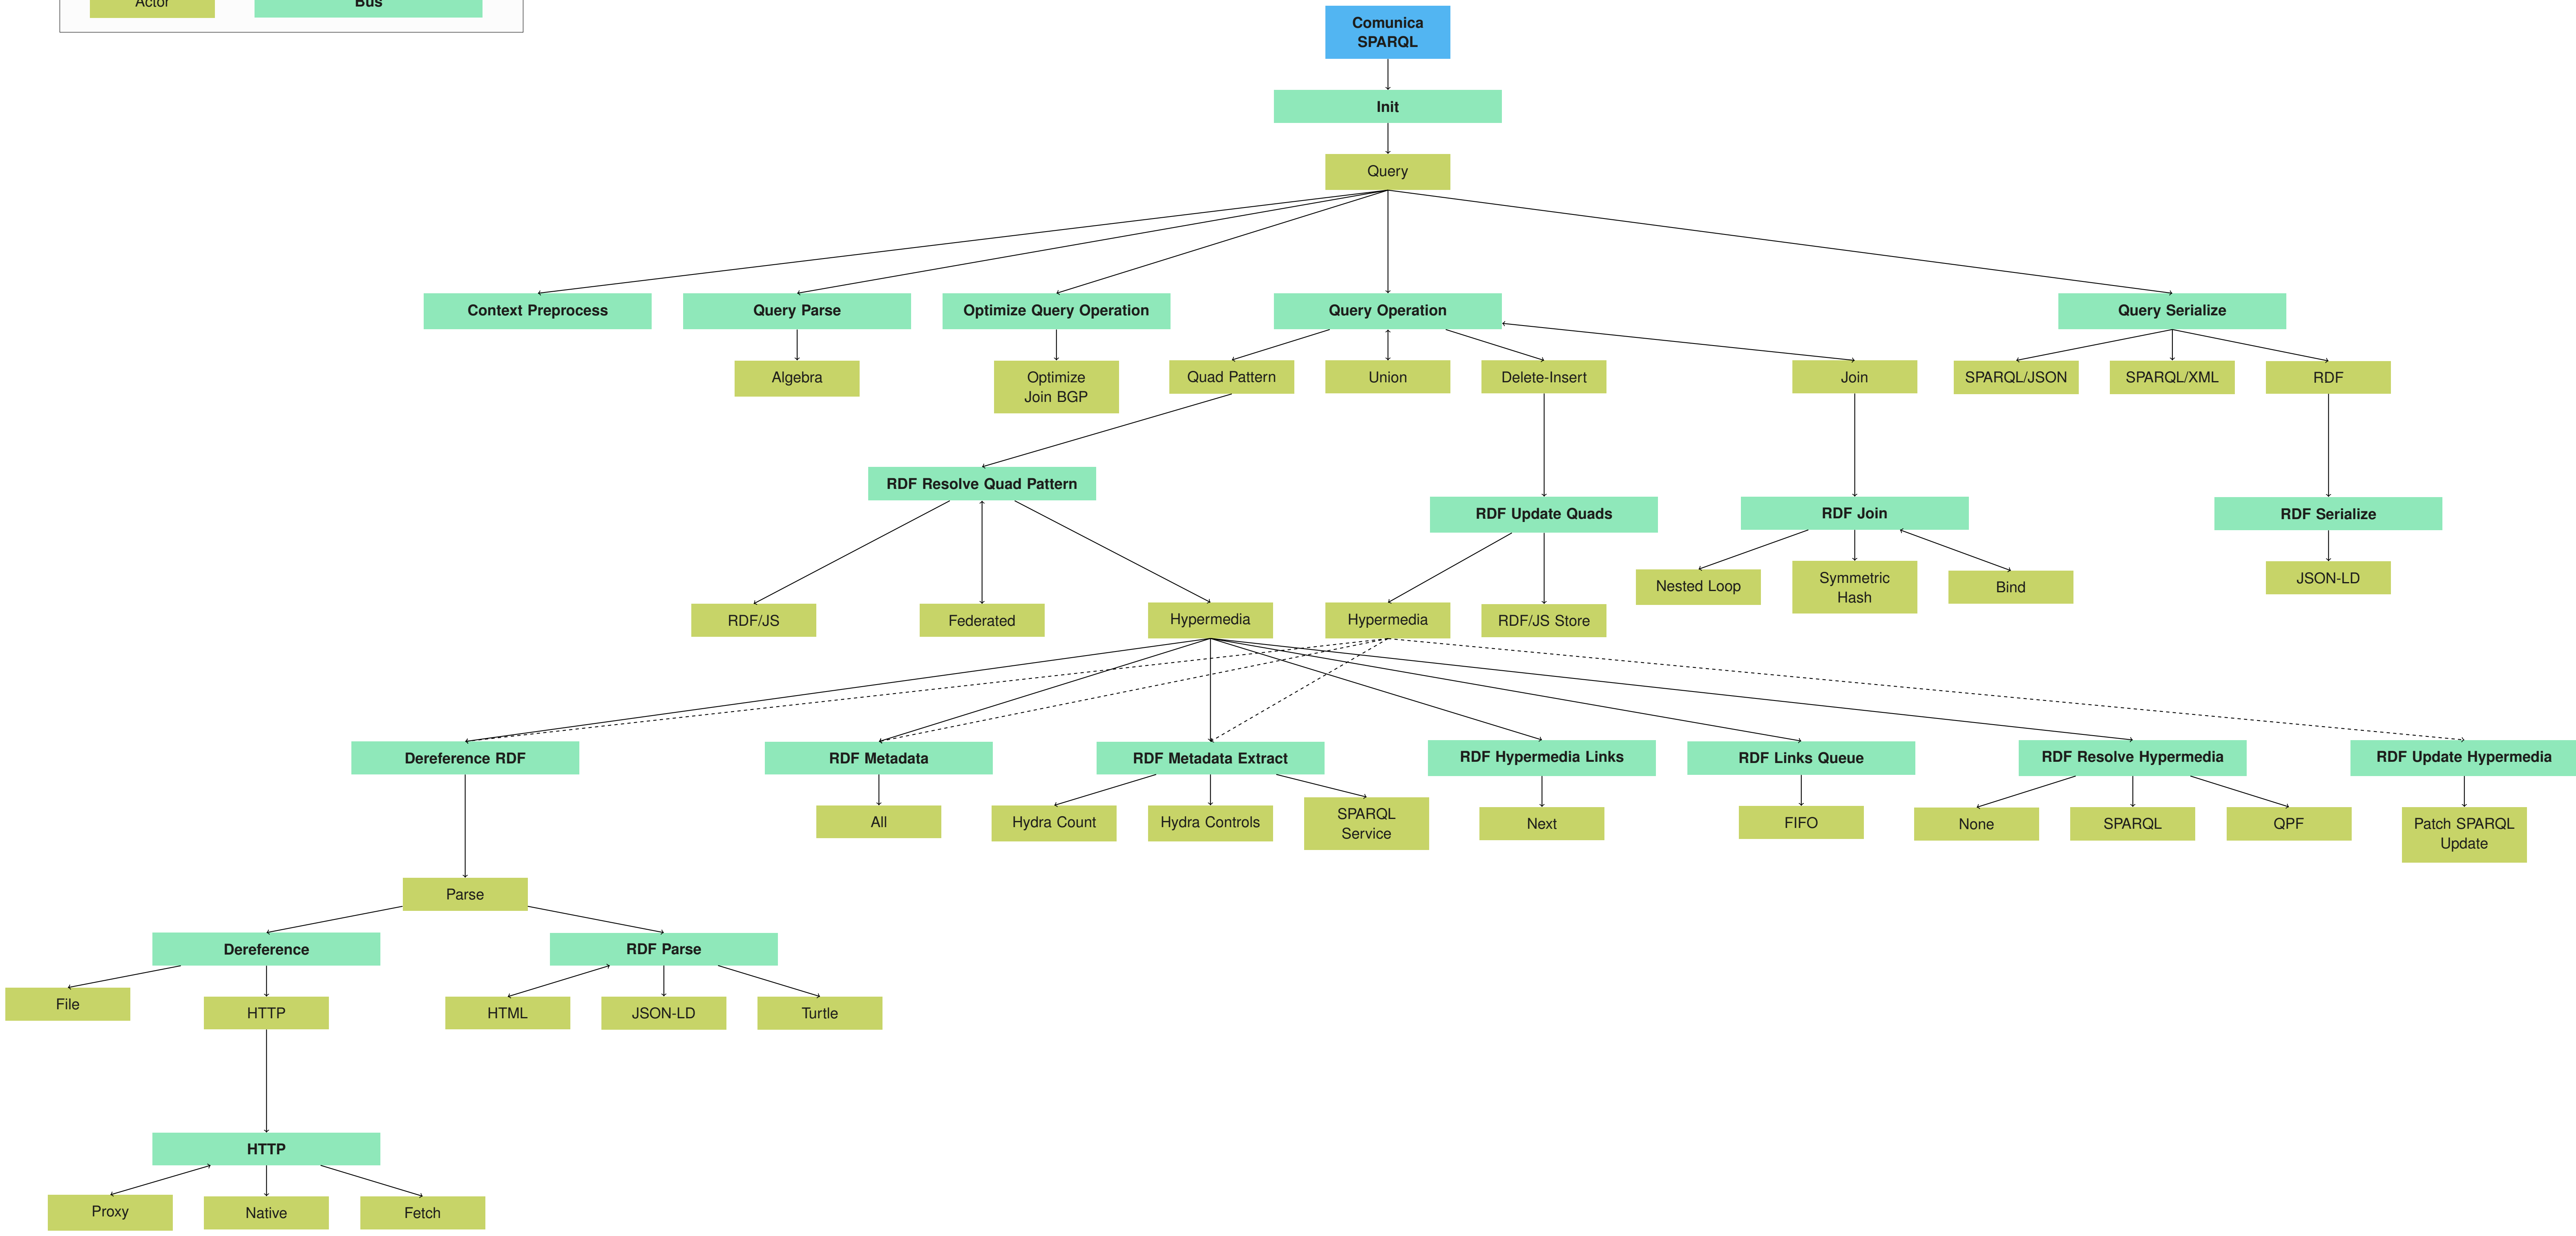 Actor
Bus
Comunica
SPARQL
Init
Query
Context Preprocess
Query Parse
Optimize Query Operation
Query Operation
Query Serialize
Algebra
Optimize
Join BGP
Quad Pattern
Union
Delete-Insert
Join
SPARQL/JSON
SPARQL/XML
RDF
RDF Resolve Quad Pattern
RDF Update Quads
RDF Join
RDF Serialize
Nested Loop
Symmetric
Hash
Bind
JSON-LD
RDF/JS
Federated
Hypermedia
Hypermedia
RDF/JS Store
Dereference RDF
RDF Metadata
RDF Metadata Extract
RDF Hypermedia Links
RDF Links Queue
RDF Resolve Hypermedia
RDF Update Hypermedia
All
Hydra Count
Hydra Controls
SPARQL
Service
Next
FIFO
None
SPARQL
QPF
Patch SPARQL
Update
Parse
Dereference
RDF Parse
File
HTTP
HTML
JSON-LD
Turtle
HTTP
Proxy
Native
Fetch